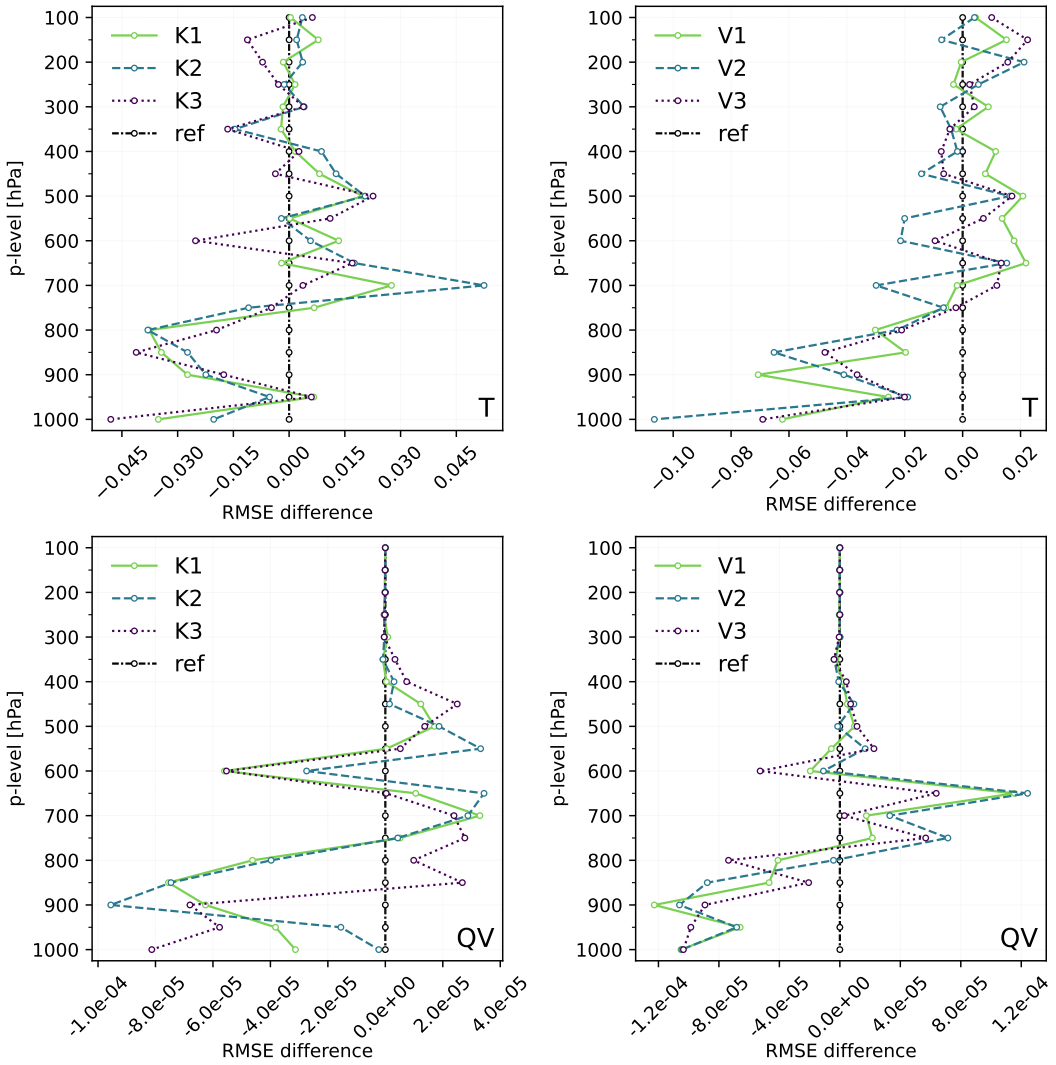 100
200
300
400
500
600
700
800
900
1000
p-level [hPa]
K1
K2
K3
ref
T
−0.045
−0.030
−0.015
0.000
0.015
0.030
0.045
RMSE difference
100
200
300
400
500
600
700
800
900
1000
p-level [hPa]
V1
V2
V3
ref
T
−0.10
−0.08
−0.06
−0.04
−0.02
0.00
0.02
RMSE difference
100
200
300
400
500
600
700
800
900
1000
p-level [hPa]
K1
K2
K3
ref
QV
-1.0e-04
-8.0e-05
-6.0e-05
-4.0e-05
-2.0e-05
0.0e+00
2.0e-05
4.0e-05
RMSE difference
100
200
300
400
500
600
700
800
900
1000
p-level [hPa]
V1
V2
V3
ref
QV
-1.2e-04
-8.0e-05
-4.0e-05
0.0e+00
4.0e-05
8.0e-05
1.2e-04
RMSE difference